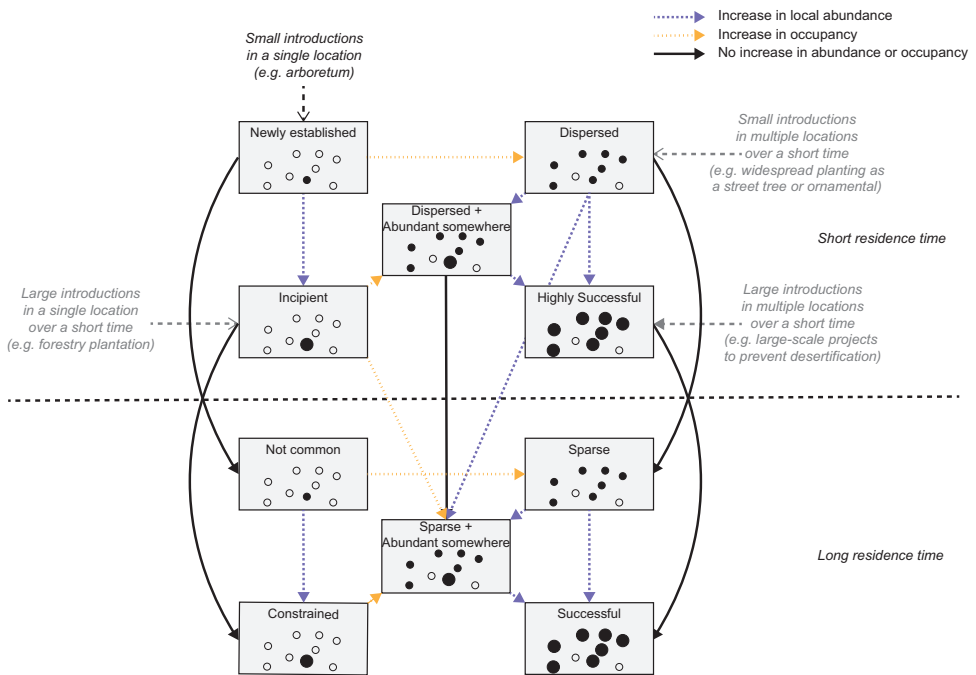 Increase in local abundance
Increase in occupancy
No increase in abundance or occupancy
Small introductions
in a single location
(e.g. arboretum)
Newly established
Dispersed
Small introductions
in multiple locations
over a short time
(e.g. widespread planting as
a street tree or ornamental)
Dispersed +
Abundant somewhere
Short residence time
Large introductions
in a single location
over a short time
(e.g. forestry plantation)
Incipient
Highly Successful
Large introductions
in multiple locations
over a short time
(e.g. large-scale projects
to prevent desertification)
Not common
Sparse
Sparse +
Abundant somewhere
Long residence time
Constrained
Successful